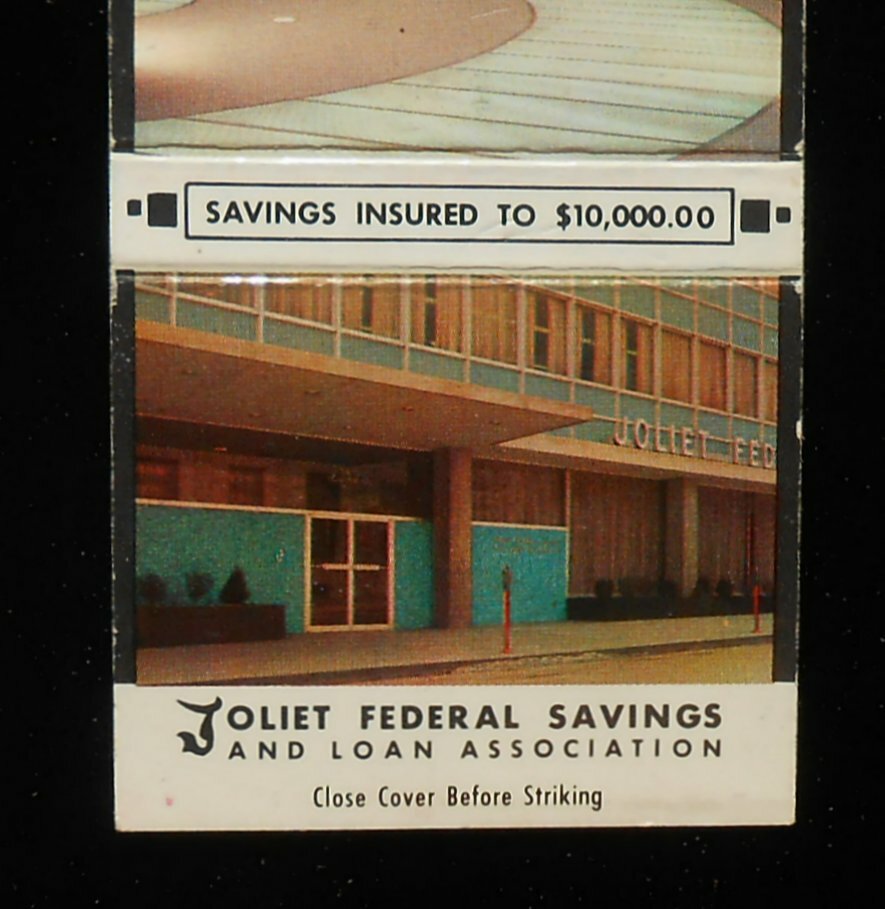 SAVINGS INSURED TO $10,000.00
JOLIET FED
JOLIET FEDERAL SAVINGS
AND LOAN ASSOCIATION
Close Cover Before Striking